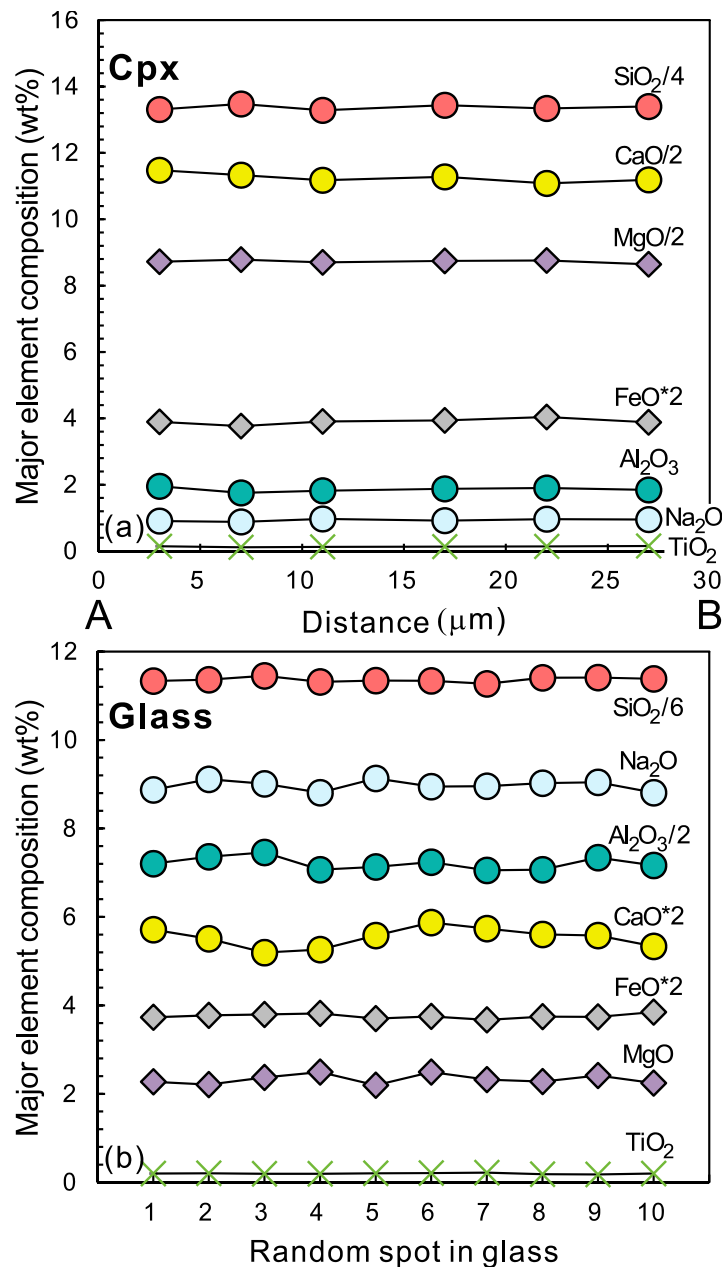 16
14
12
10
8
6
4
2
0
Major element composition (wt%)
Cpx
SiO₂/4
CaO/2
MgO/2
FeO*2
Al₂O₃
Na₂O
TiO₂
(a)
0 5 10 15 20 25 30
A Distance (μm) B
12
10
8
6
4
2
0
Major element composition (wt%)
Glass
SiO₂/6
Na₂O
Al₂O₃/2
CaO*2
FeO*2
MgO
TiO₂
(b)
1 2 3 4 5 6 7 8 9 10
Random spot in glass